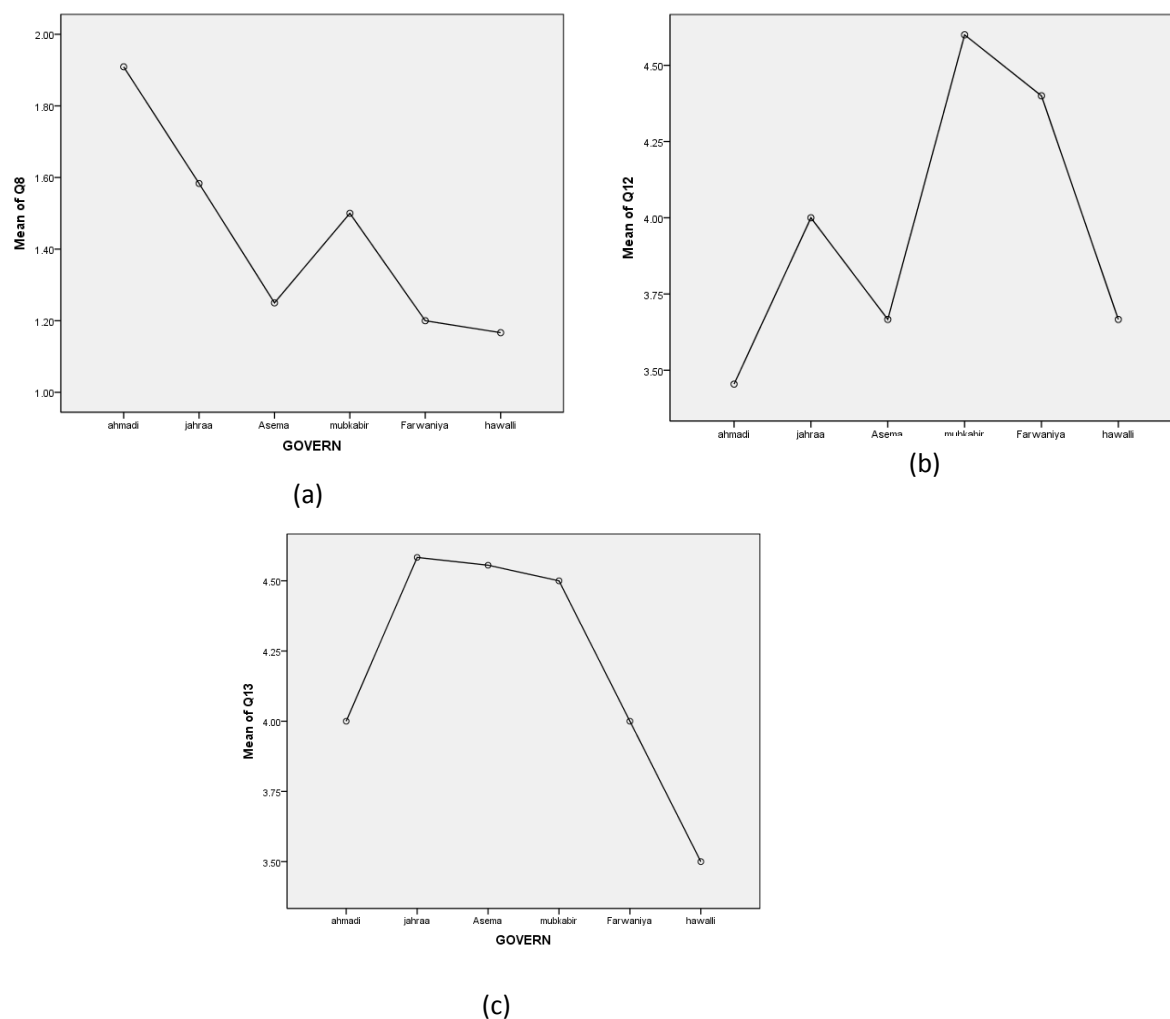 2.00
1.80
1.60
1.40
1.20
1.00
Mean of Q8
ahmadi jahraa Asema mubkabir Farwaniya hawalli
GOVERN
(a)
4.50
4.25
4.00
3.75
3.50
Mean of Q12
ahmadi jahraa Asema mubkabir Farwaniya hawalli
(b)
4.50
4.25
4.00
3.75
3.50
Mean of Q13
ahmadi jahraa Asema mubkabir Farwaniya hawalli
GOVERN
(c)